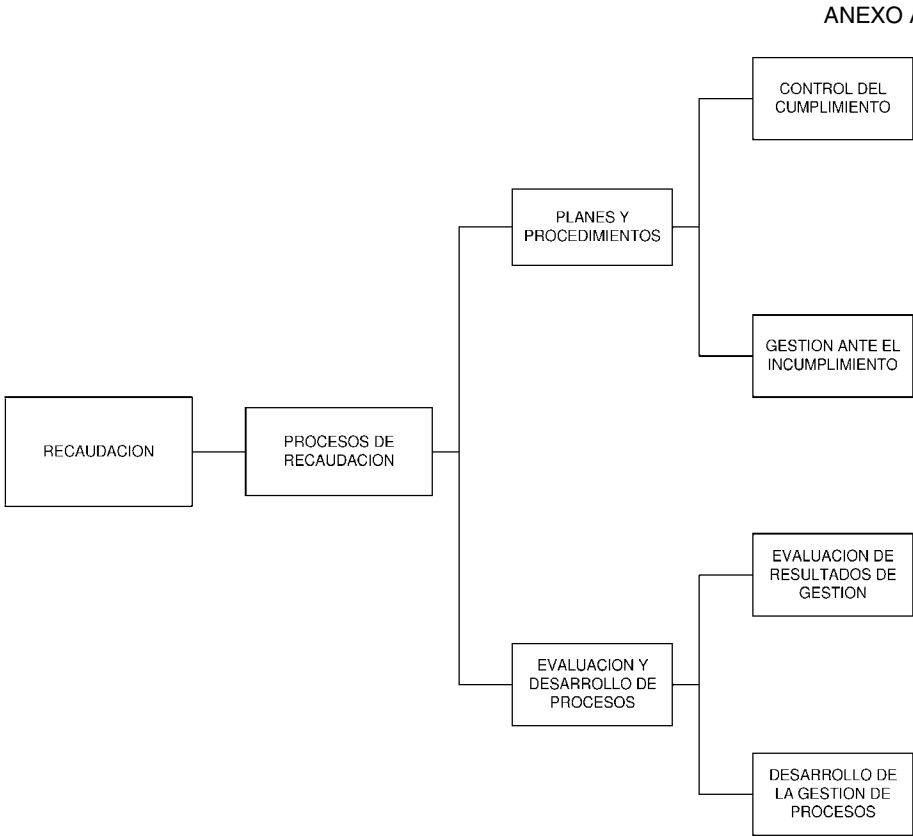 ANEXO A
CONTROL DEL
CUMPLIMIENTO
PLANES Y
PROCEDIMIENTOS
GESTION ANTE EL
INCUMPLIMIENTO
RECAUDACION
PROCESOS DE
RECAUDACION
EVALUACION DE
RESULTADOS DE
GESTION
EVALUACION Y
DESARROLLO DE
PROCESOS
DESARROLLO DE
LA GESTION DE
PROCESOS